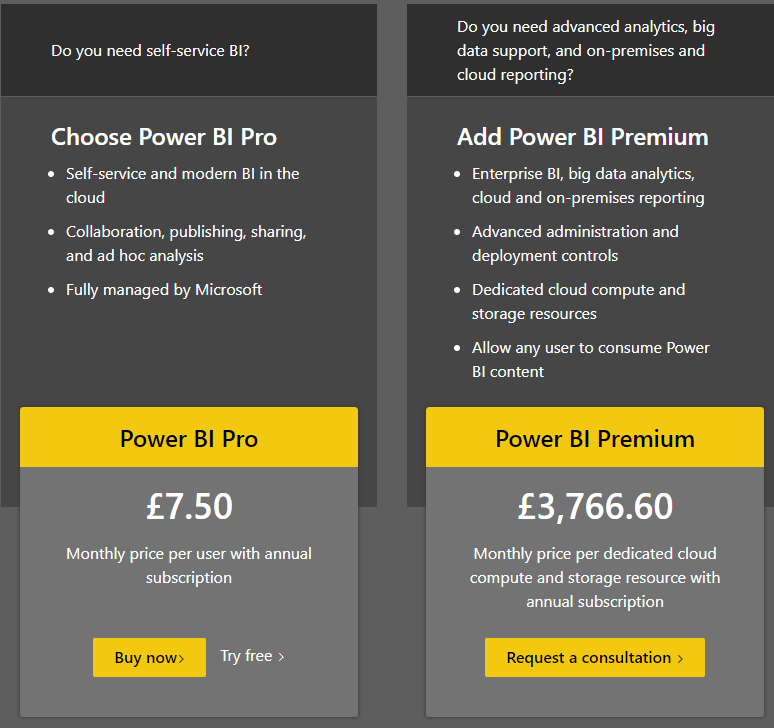 Do you need self-service BI?
Choose Power BI Pro
• Self-service and modern BI in the
cloud
• Collaboration, publishing, sharing,
and ad hoc analysis
• Fully managed by Microsoft
Power BI Pro
£7.50
Monthly price per user with annual
subscription
Buy now›
Try free ›
Do you need advanced analytics, big
data support, and on-premises and
cloud reporting?
Add Power BI Premium
• Enterprise BI, big data analytics,
cloud and on-premises reporting
• Advanced administration and
deployment controls
• Dedicated cloud compute and
storage resources
• Allow any user to consume Power
BI content
Power BI Premium
£3,766.60
Monthly price per dedicated cloud
compute and storage resource with
annual subscription
Request a consultation ›